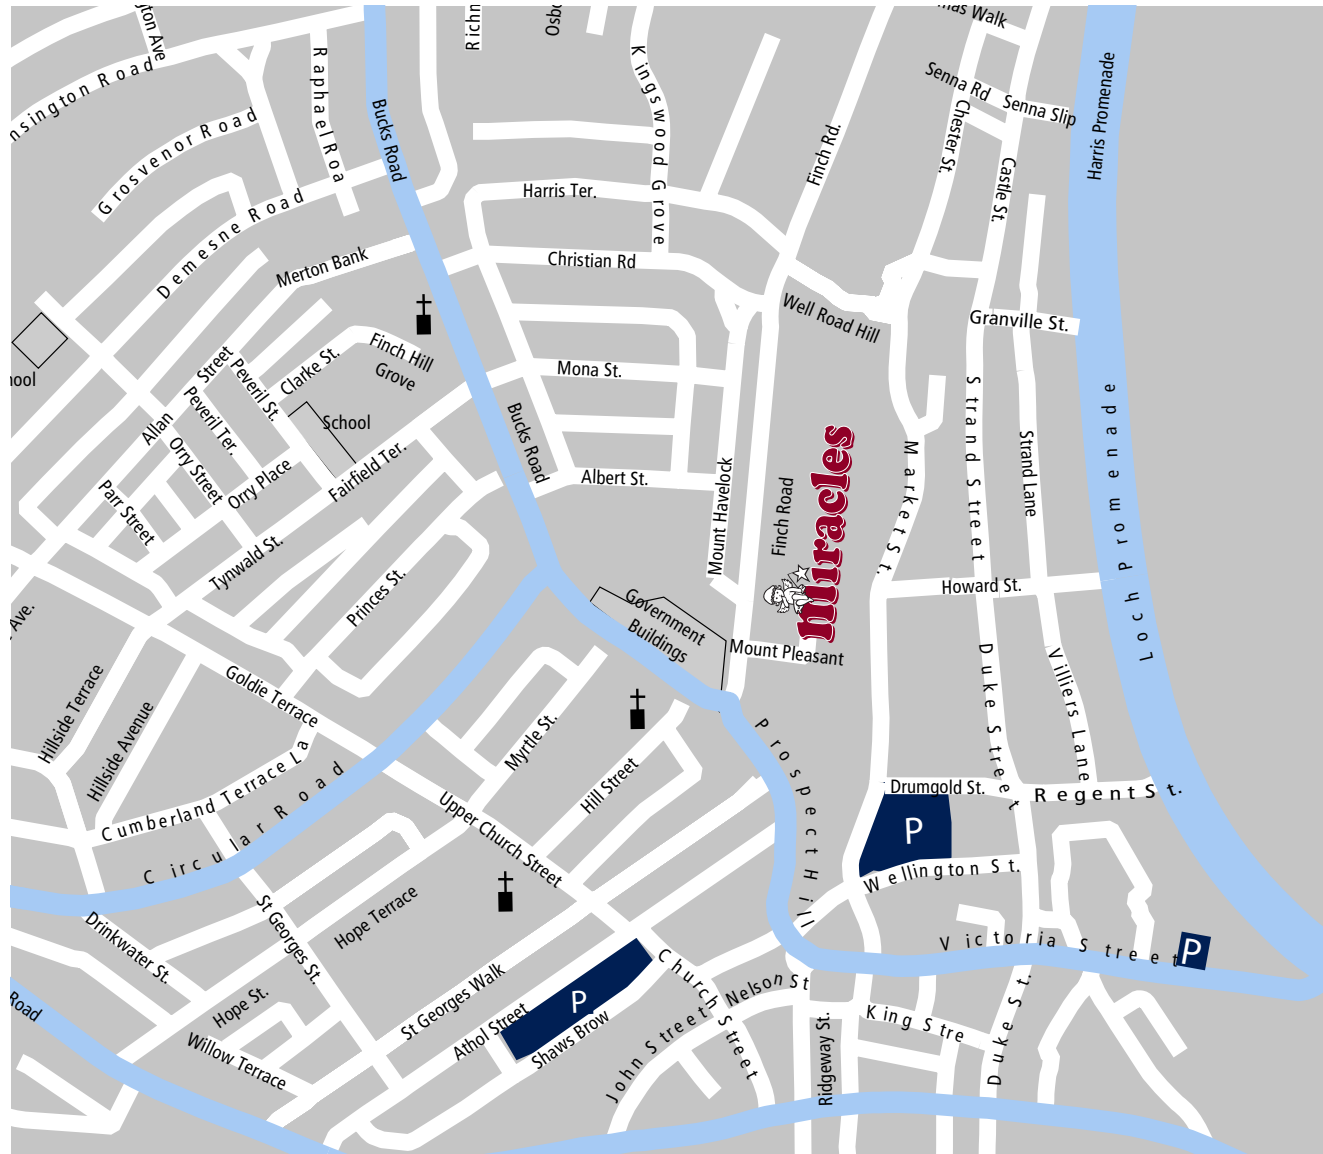 mas Walk
Richm
Osbo
gton Ave
nsington Road
Raphael Roa
Kingswood Grove
Bucks Road
Harris Promenade
Senna Rd
Senna Slip
Chester St.
Castle St.
Finch Rd.
Grosvenor Road
Demesne Road
Harris Ter.
Merton Bank
Christian Rd
Well Road Hill
Granville St.
hool
Street
Allan
Peveril St.
Clarke St.
Finch Hill
Grove
Peveril Ter.
School
Mona St.
Bucks Road
Strand Street
Strand Lane
Loch Promenade
Market St.
Miracles
Finch Road
Mount Havelock
Albert St.
Fairfield Ter.
Orry Street
Orry Place
Parr Street
Tynwald St.
Princes St.
Howard St.
Government
Buildings
Mount Pleasant
Ave.
Hillside Terrace
Hillside Avenue
Goldie Terrace
Duke Street
Villiers Lane
Myrtle St.
Hill Street
Prospect Hill
Cumberland Terrace La
Circular Road
Upper Church Street
Drumgold St.
Regent St.
P
Wellington St.
Drinkwater St.
St Georges St.
Hope Terrace
Victoria Street
P
Church Street
Nelson St
St Georges Walk
P
Athol Street
Shaws Brow
John Street
Ridgeway St.
King Stre
Duke St.
Hope St.
Willow Terrace
Road